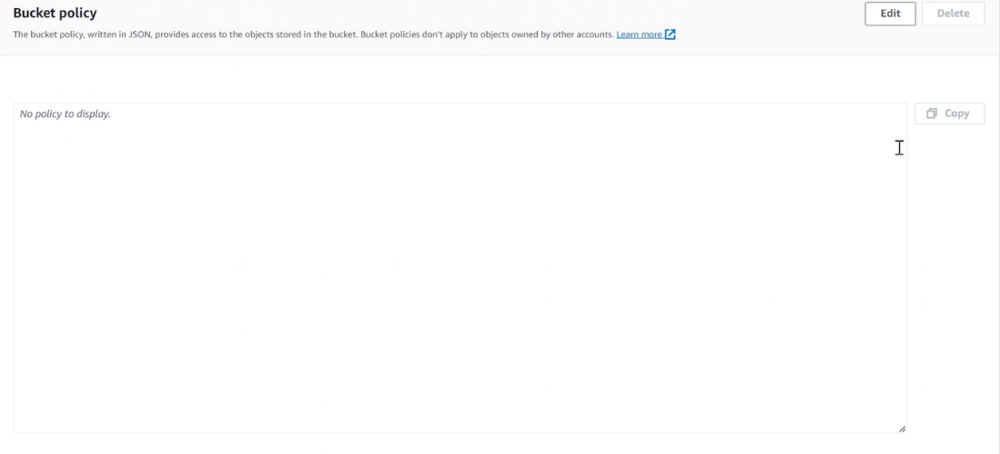 Bucket policy
Edit
Delete
The bucket policy, written in JSON, provides access to the objects stored in the bucket. Bucket policies don't apply to objects owned by other accounts. Learn more
No policy to display.
Copy